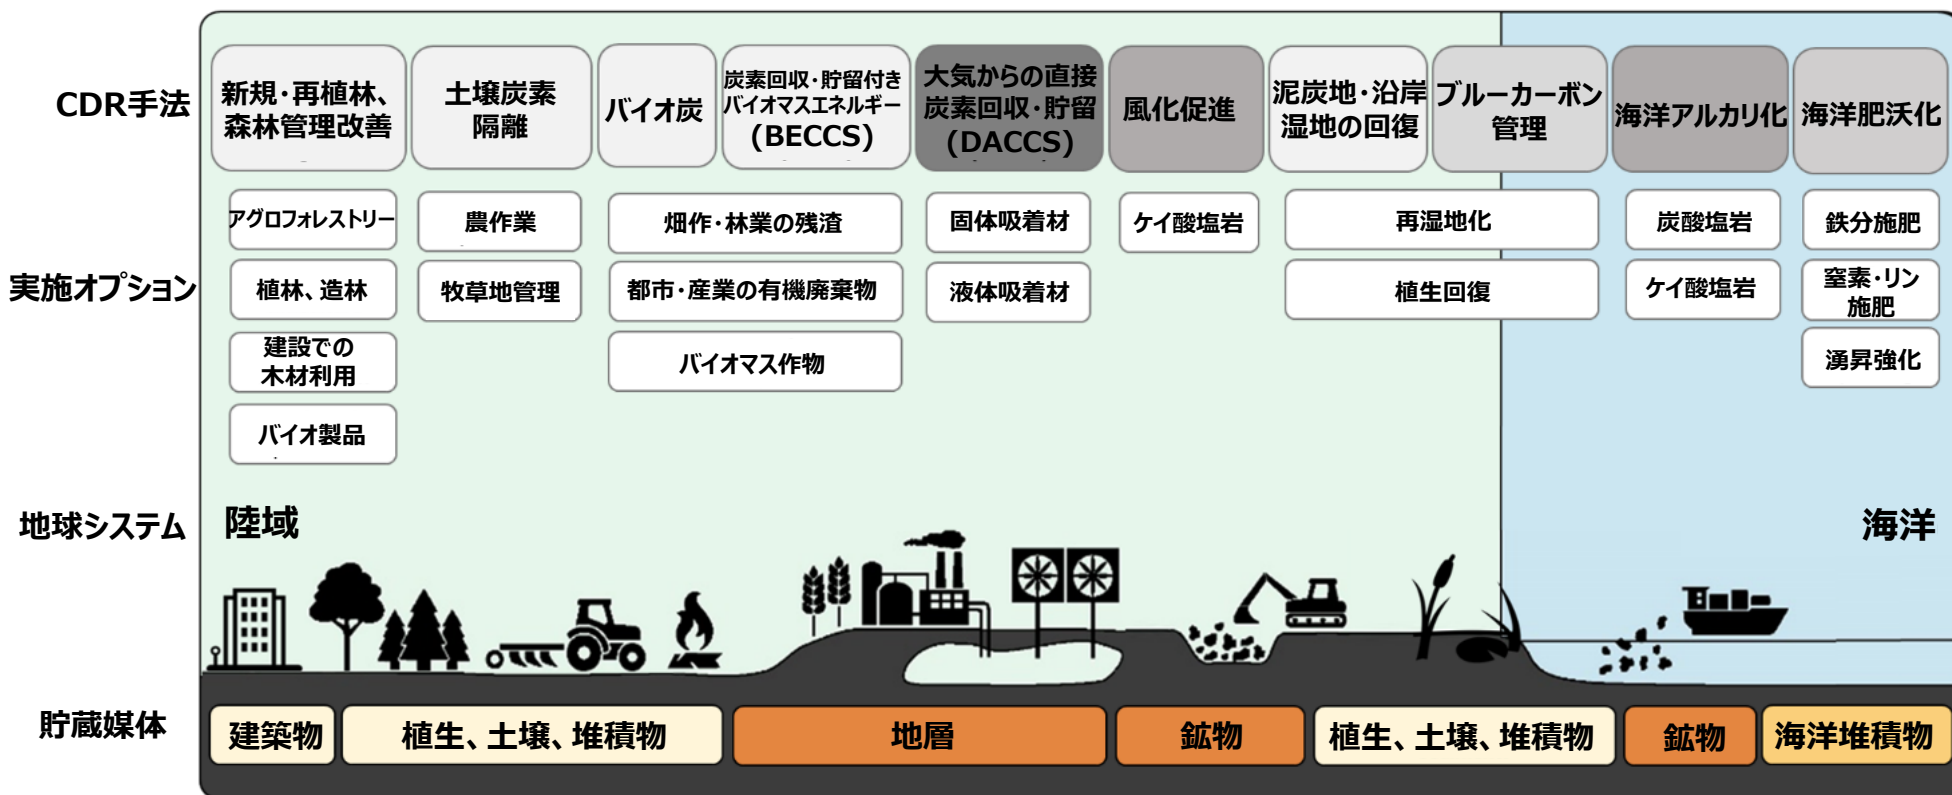 CDR手法
新規・再植林、
森林管理改善
土壌炭素
隔離
バイオ炭
炭素回収・貯留付き
バイオマスエネルギー
(BECCS)
大気からの直接
炭素回収・貯留
(DACCS)
風化促進
泥炭地・沿岸
湿地の回復
ブルーカーボン
管理
海洋アルカリ化
海洋肥沃化
実施オプション
アグロフォレストリー
植林、造林
建設での
木材利用
バイオ製品
農作業
牧草地管理
畑作・林業の残渣
都市・産業の有機廃棄物
バイオマス作物
固体吸着材
液体吸着材
ケイ酸塩岩
再湿地化
植生回復
炭酸塩岩
ケイ酸塩岩
鉄分施肥
窒素・リン
施肥
湧昇強化
地球システム
陸域
海洋
貯蔵媒体
建築物
植生、土壌、堆積物
地層
鉱物
植生、土壌、堆積物
鉱物
海洋堆積物